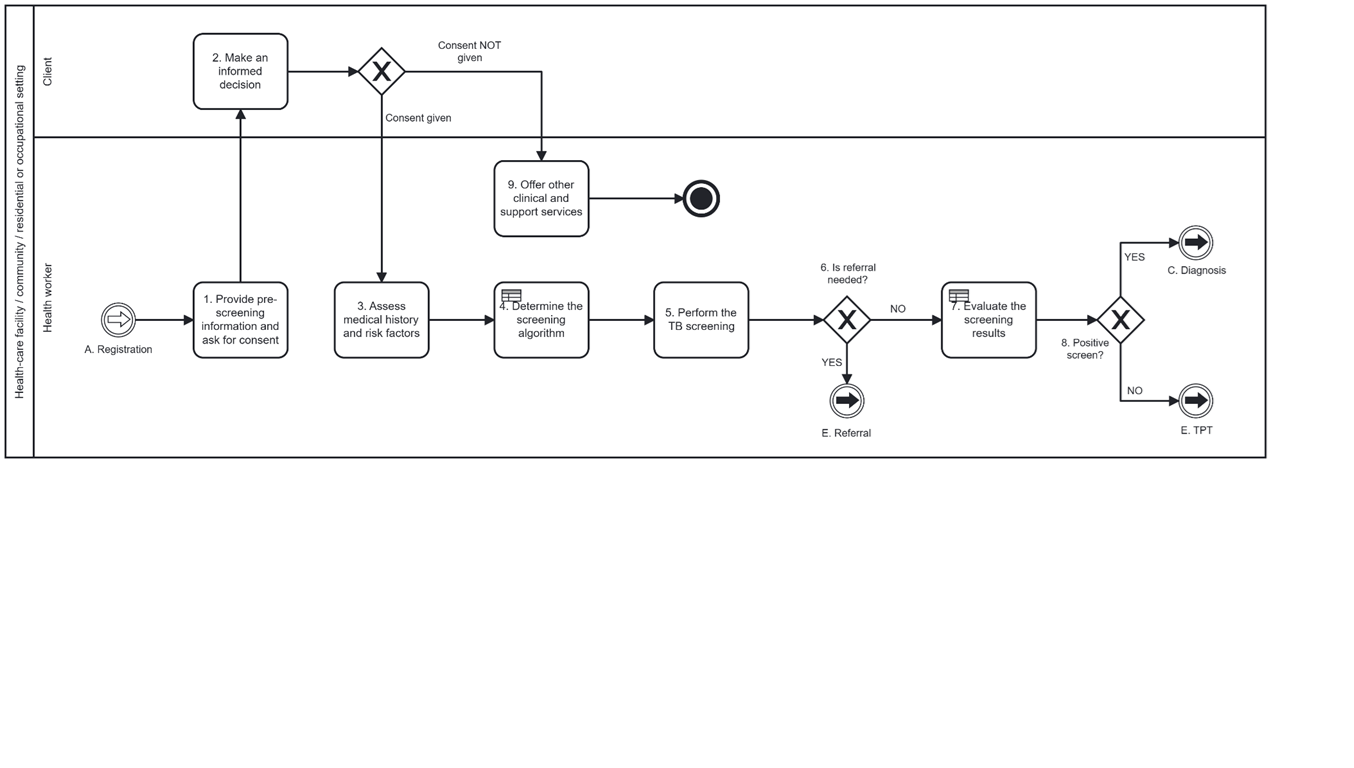 Health-care facility / community / residential or occupational setting
Client
2. Make an
informed
decision
Consent NOT
given
Consent given
Health worker
9. Offer other
clinical and
support services
A. Registration
1. Provide pre-
screening
information and
ask for consent
3. Assess
medical history
and risk factors
4. Determine the
screening
algorithm
5. Perform the
TB screening
6. Is referral
needed?
NO
YES
E. Referral
7. Evaluate the
screening
results
8. Positive
screen?
YES
C. Diagnosis
NO
E. TPT